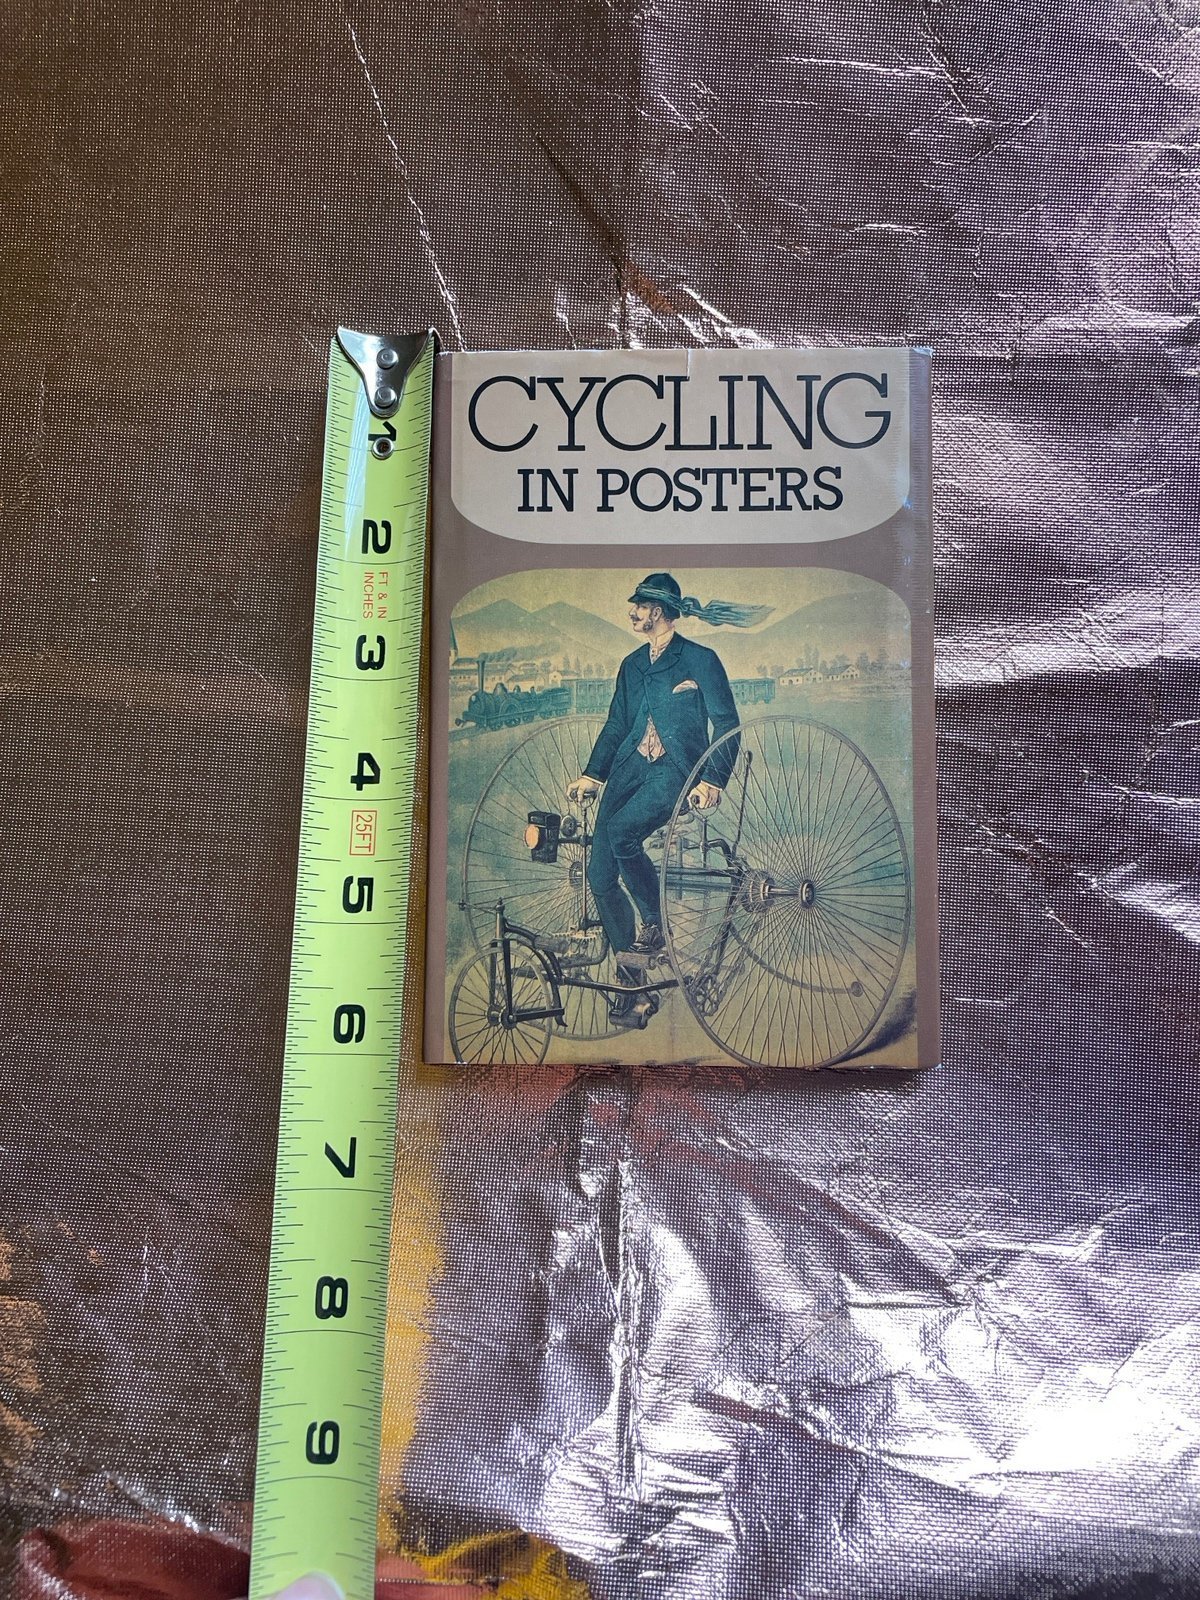 CYCLING
IN POSTERS
1
2
FT & IN
INCHES
3
4
25FT
5
6
7
8
9